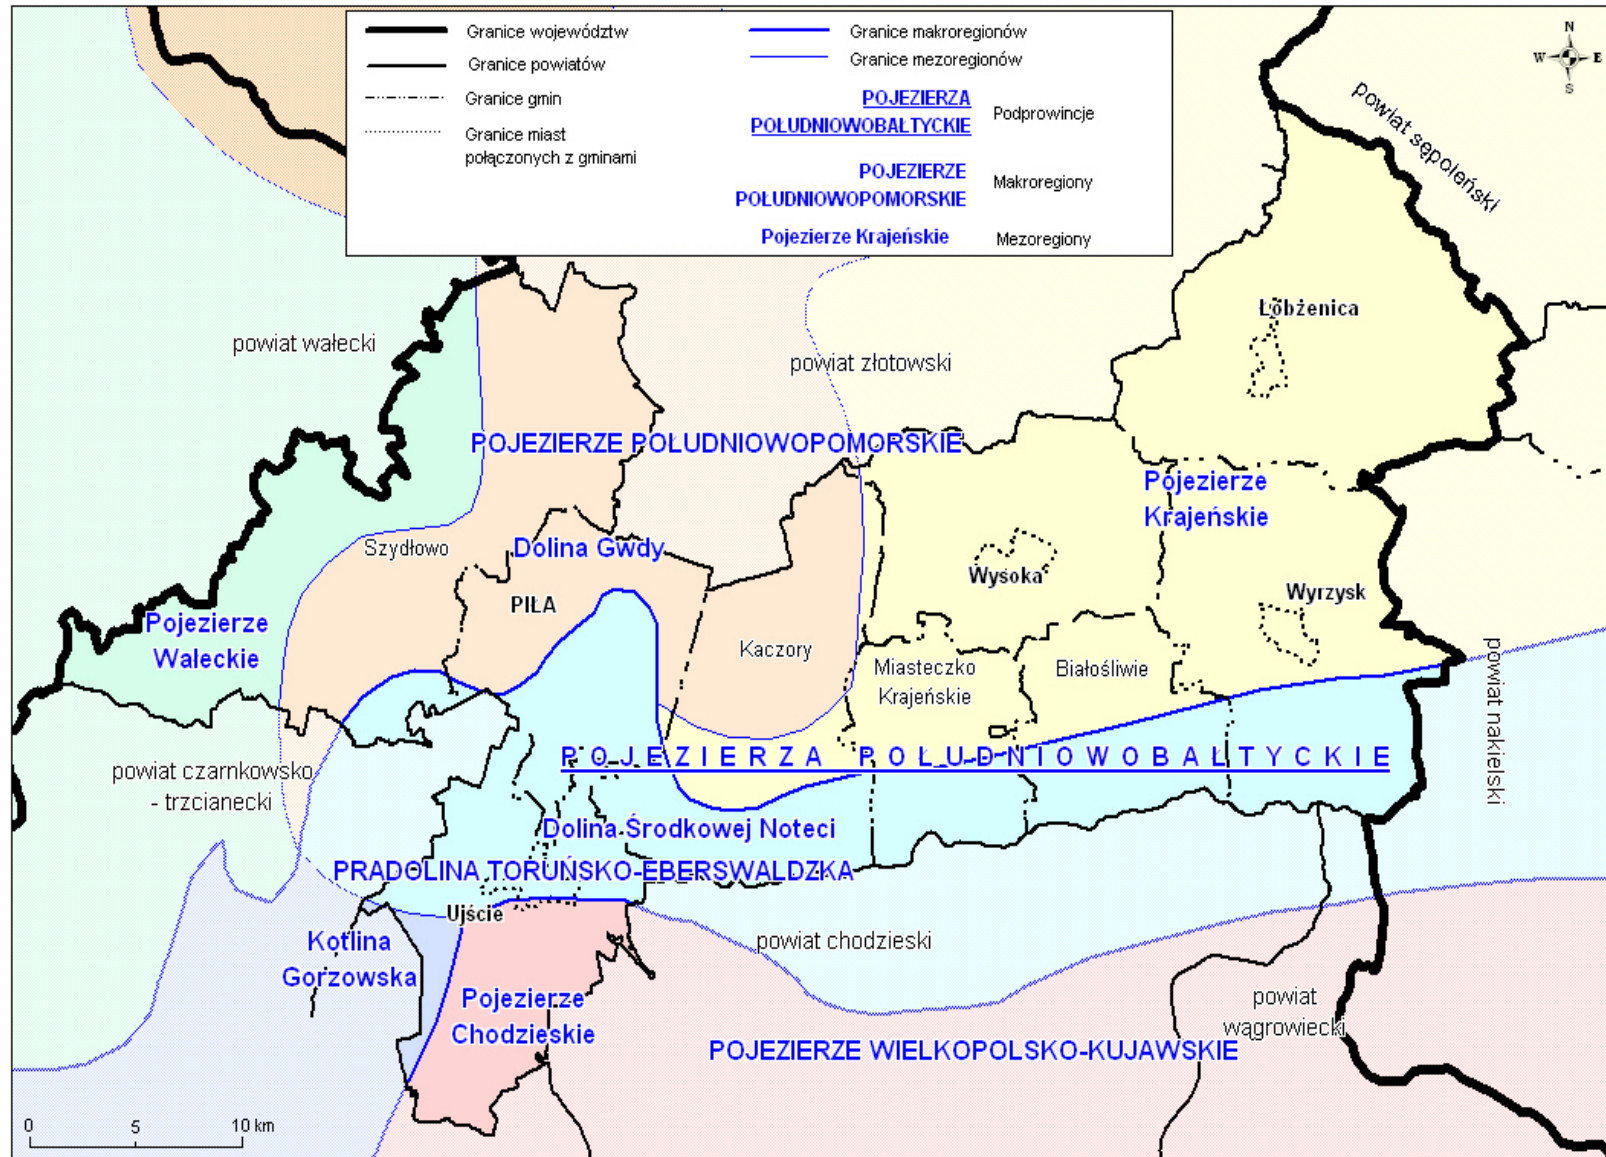 Granice województw
Granice powiatów
Granice gmin
Granice miast
połączonych z gminami
Granice makroregionów
Granice mezoregionów
POJEZIERZA
POŁUDNIOWOBAŁTYCKIE
Podprowincje
POJEZIERZE
POŁUDNIOWOPOMORSKIE
Makroregiony
Pojezierze Krajeńskie
Mezoregiony
N
W
E
S
powiat sępoleński
Łobżenica
powiat wałecki
powiat złotowski
POJEZIERZE POŁUDNIOWOPOMORSKIE
Pojezierze
Krajeńskie
Szydłowo
Dolina Gwdy
Wysoka
PIŁA
Wyrzysk
Pojezierze
Waleckie
Kaczory
Miasteczko
Krajeńskie
Białośliwie
powiat nakielski
POJEZIERZA POŁUDNIOWOBAŁTYCKIE
powiat czarnkowsko
- trzcianecki
Dolina Środkowej Noteci
PRADOLINA TORUŃSKO-EBERSWALDZKA
Ujście
Kotlina
Gorzowska
powiat chodzieski
Pojezierze
Chodzieskie
powiat
wągrowiecki
POJEZIERZE WIELKOPOLSKO-KUJAWSKIE
0 5 10 km